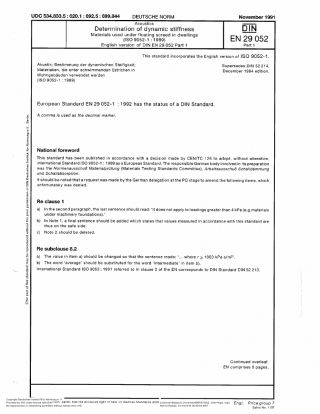 UDC 534.833.5 : 620.1 : 692.5 : 699.844 DEUTSCHE NORM November 1991
Acoustics
Determination of dynamic stiffness
Materials used under floating screed in dwellings
(ISO 9052-1 : 1989)
English version of DIN EN 29 052 Part 1
DIN
EN 29 052
Part 1
This standard incorporates the English version of ISO 9052-1.
Akustik; Bestimmung der dynamischen Steifigkeit;
Materialien, die unter schwimmenden Estrichen in
Wohngebäuden verwendet werden
(ISO 9052-1 : 1989)
Supersedes DIN 52 214,
December 1984 edition.
European Standard EN 29 052-1 : 1992 has the status of a DIN Standard.
A comma is used as the decimal marker.
National foreword
This standard has been published in accordance with a decision made by CEN/TC 126 to adopt, without alteration,
International Standard ISO 9052-1 : 1989 as a European Standard. The responsible German body involved in its preparation
was the Normenausschuß Materialprüfung (Materials Testing Standards Committee), Arbeitsausschuß Schalldämmung
und Schallabsorption.
It should be noted that a request was made by the German delegation at the PQ stage to amend the following items, which
unfortunately was denied.
Re clause 1
a) In the second paragraph, the last sentence should read: 'It does not apply to loadings greater than 4 kPa (e.g. materials
under machinery foundations).'
b) In Note 1, a final sentence should be added which states that values measured in accordance with this standard are
thus on the safe side.
c) Note 2 should be deleted.
Re subclause 8.2
a) The value in item a) should be changed so that the sentence reads: '... where
b) The word 'average' should be substituted for the word 'intermediate' in item b).
International Standard ISO 9053 : 1991 referred to in clause 2 of the EN corresponds to DIN Standard DIN 52 213.
Continued overleaf.
EN comprises 5 pages.
Engl. Price group 7